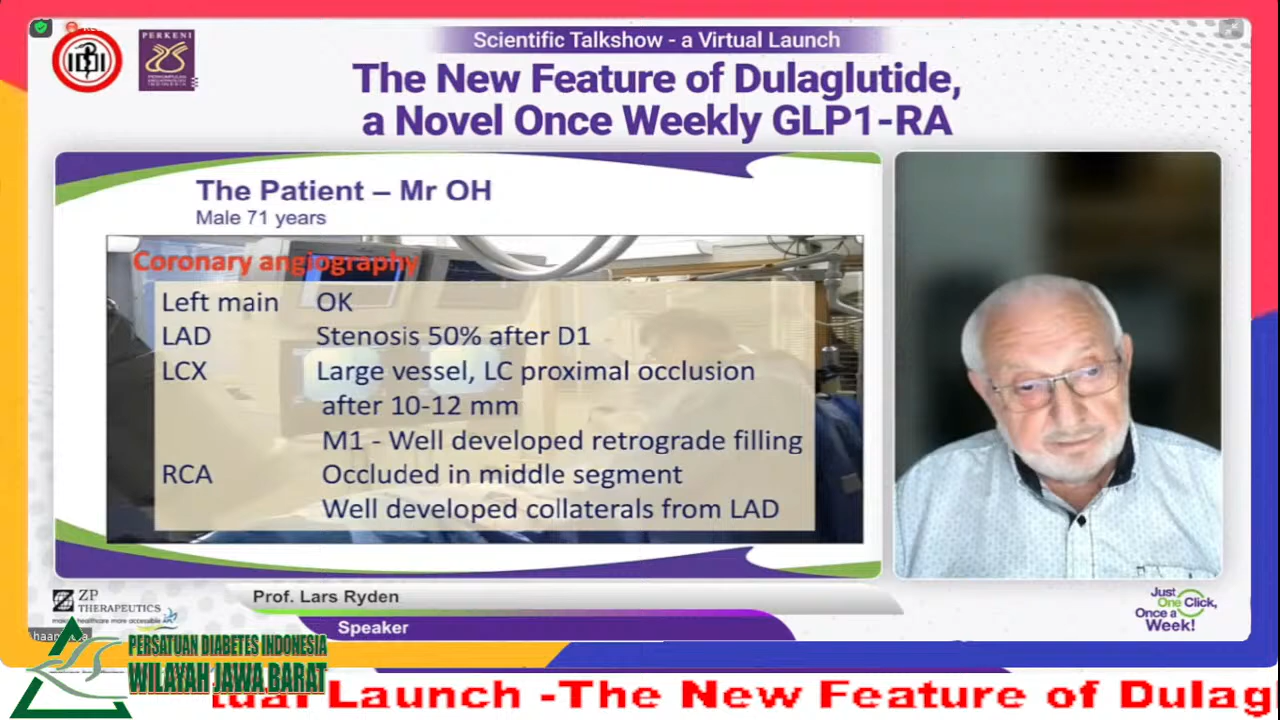 Scientific Talkshow - a Virtual Launch
PERKENI
The New Feature of Dulaglutide,
a Novel Once Weekly GLP1-RA
The Patient – Mr OH
Male 71 years
Coronary angiography
Left main OK
LAD Stenosis 50% after D1
LCX Large vessel, LC proximal occlusion
after 10-12 mm
M1 - Well developed retrograde filling
RCA Occluded in middle segment
Well developed collaterals from LAD
ZP
THERAPEUTICS
Prof. Lars Ryden
Speaker
Just
One Click,
Once a
Week!
PERSATUAN DIABETES INDONESIA
WILAYAH JAWA BARAT
tual Launch -The New Feature of Dulagl